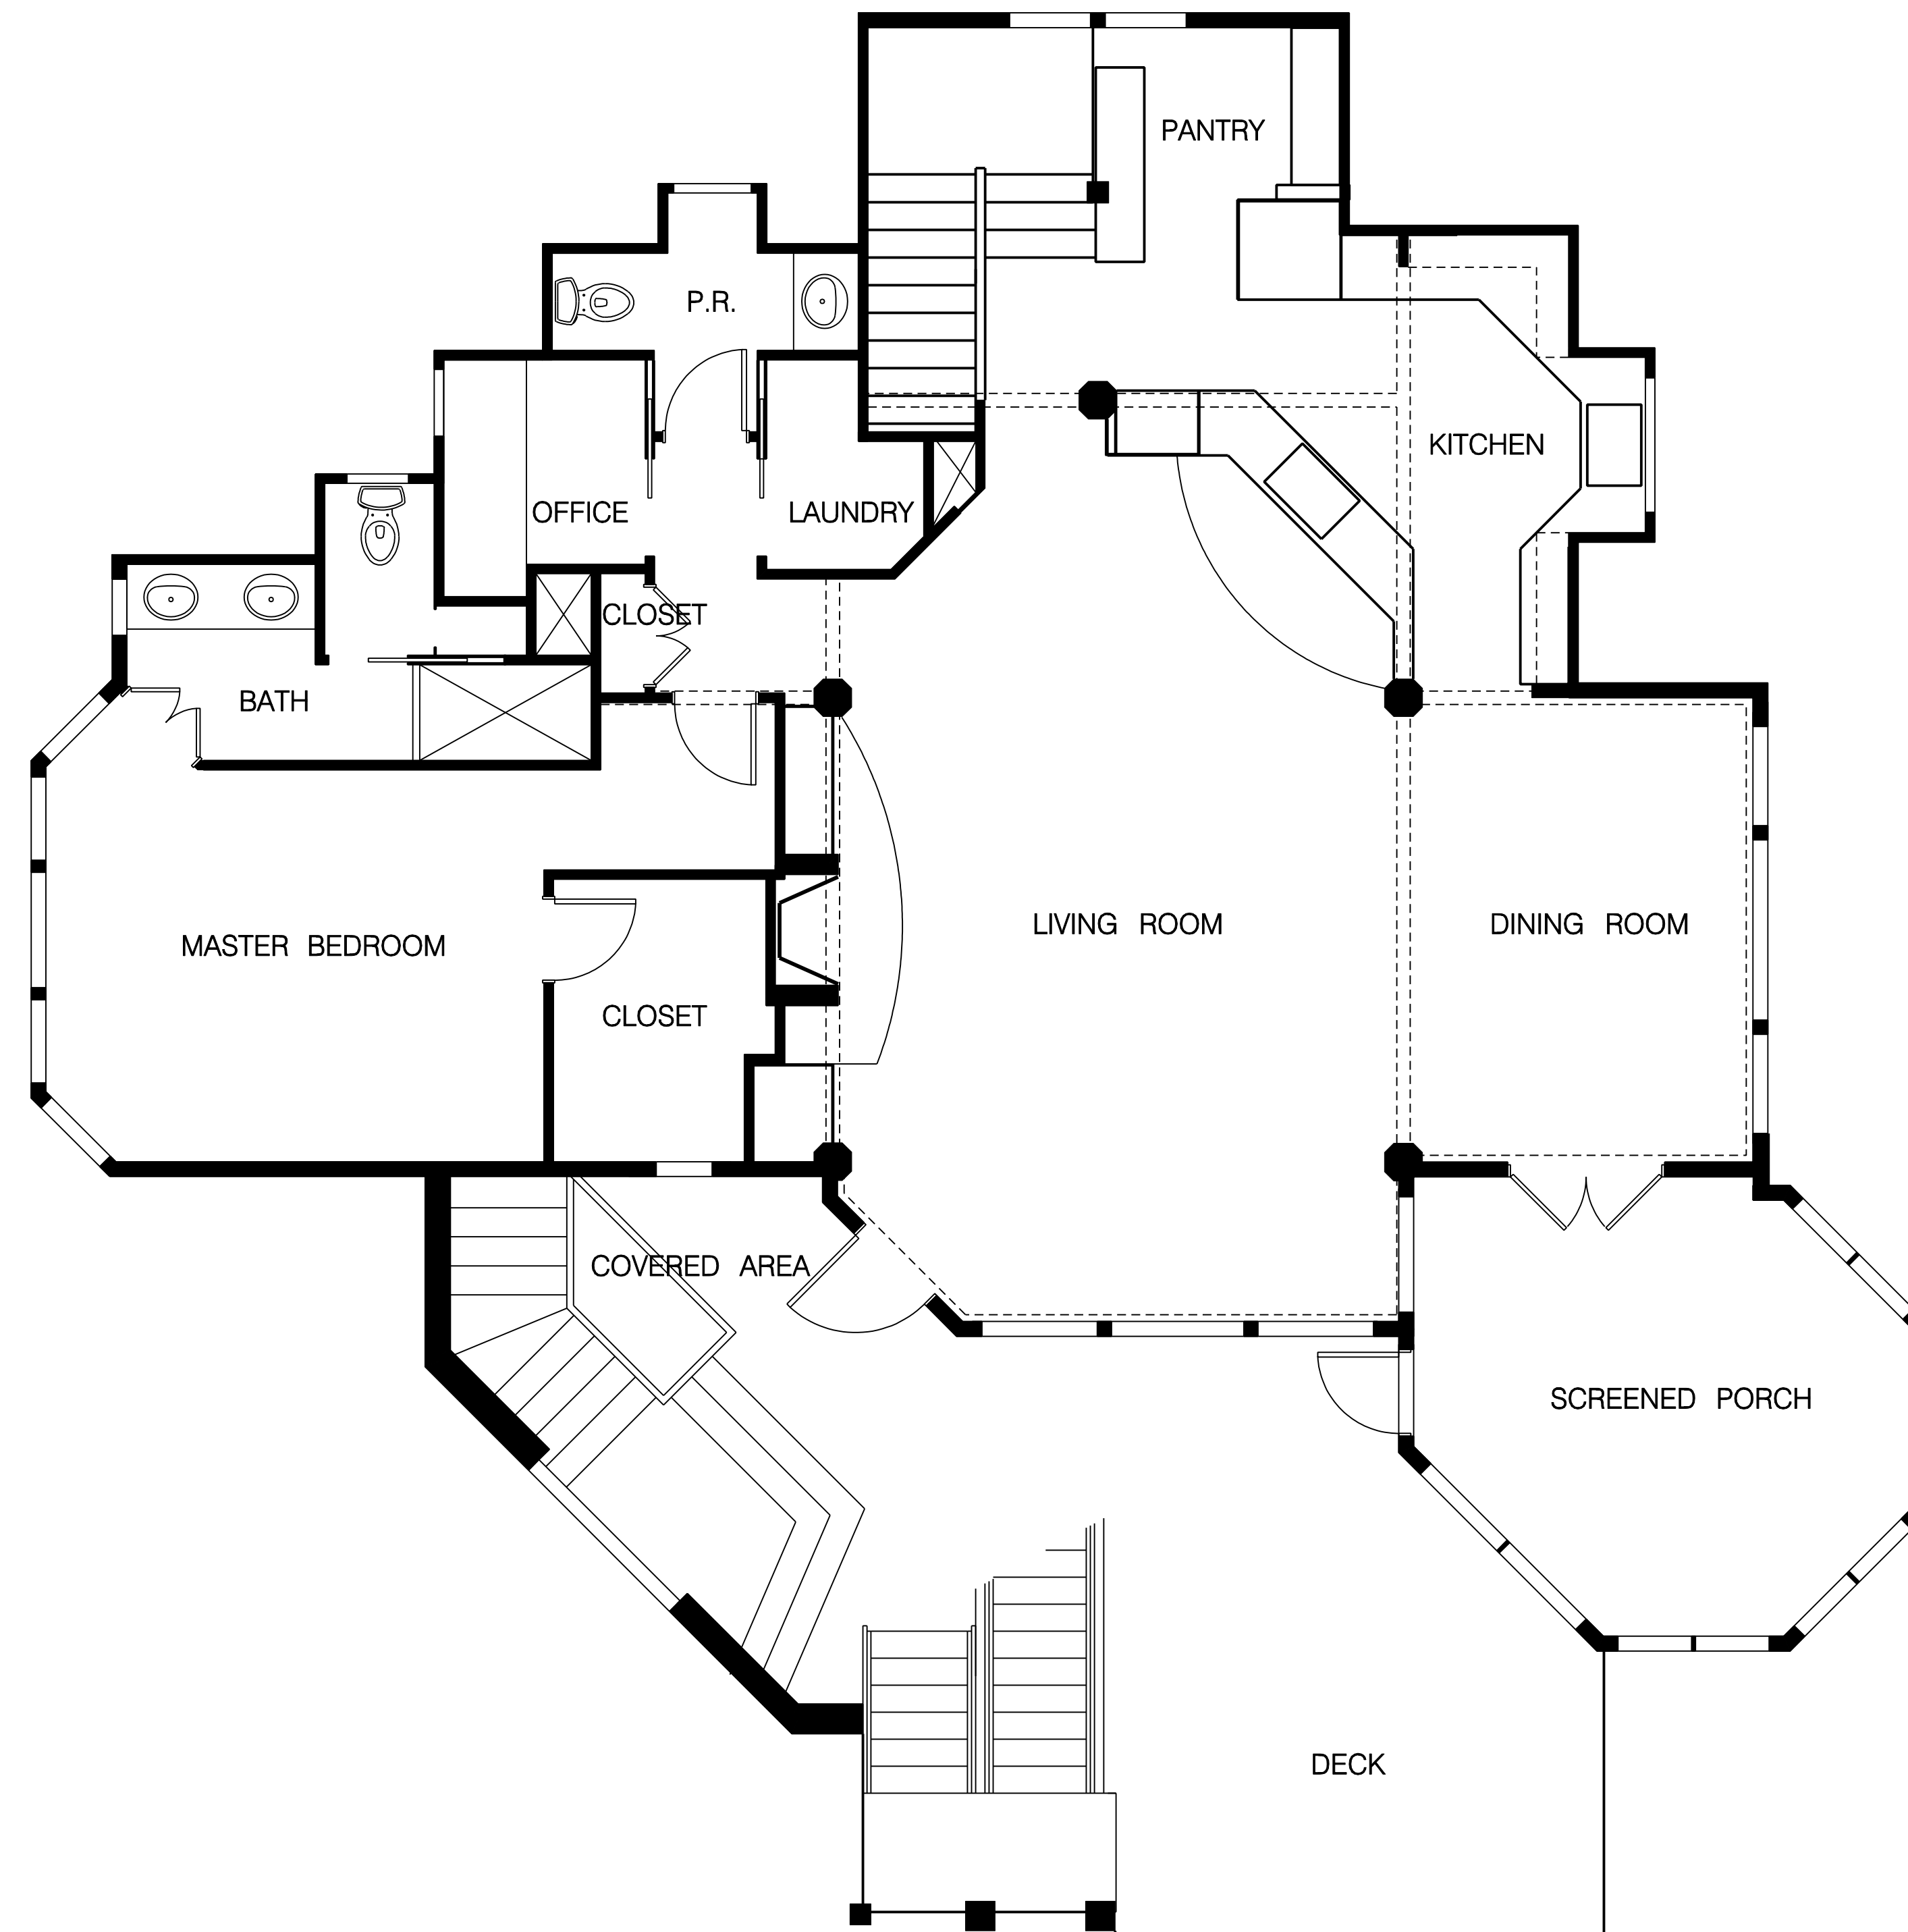 PANTRY
P.R.
KITCHEN
OFFICE
LAUNDRY
CLOSET
BATH
LIVING ROOM
DINING ROOM
MASTER BEDROOM
CLOSET
COVERED AREA
SCREENED PORCH
DECK